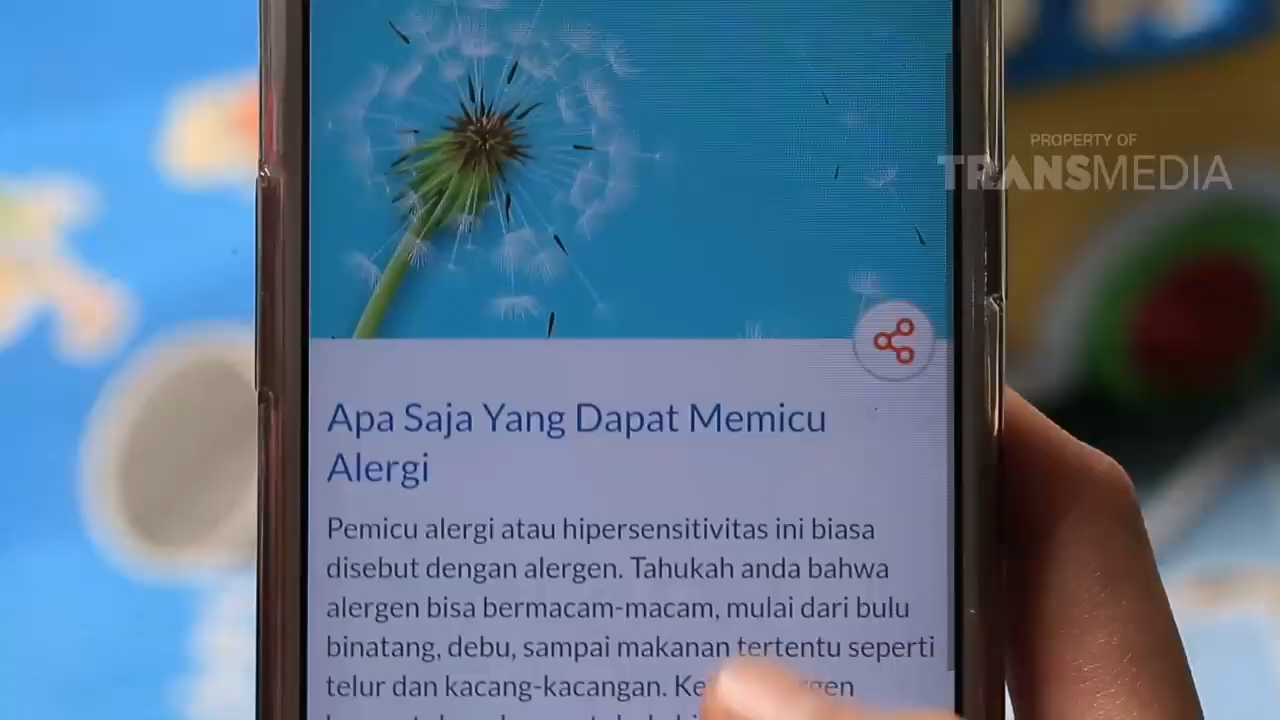 PROPERTY OF
TRANSMEDIA
Apa Saja Yang Dapat Memicu
Alergi
Pemicu alergi atau hipersensitivitas ini biasa
disebut dengan alergen. Tahukah anda bahwa
alergen bisa bermacam-macam, mulai dari bulu
binatang, debu, sampai makanan tertentu seperti
telur dan kacang-kacangan.